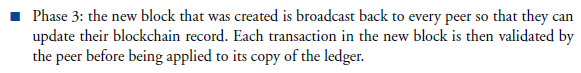 ■ Phase 3: the new block that was created is broadcast back to every peer so that they can
update their blockchain record. Each transaction in the new block is then validated by
the peer before being applied to its copy of the ledger.